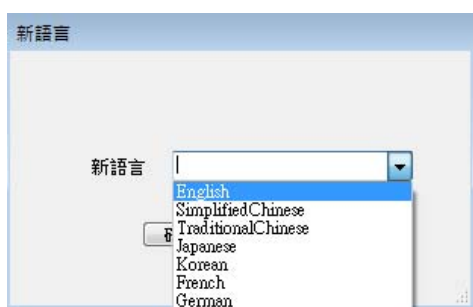 新語言
新語言
English
SimplifiedChinese
TraditionalChinese
Japanese
Korean
French
German